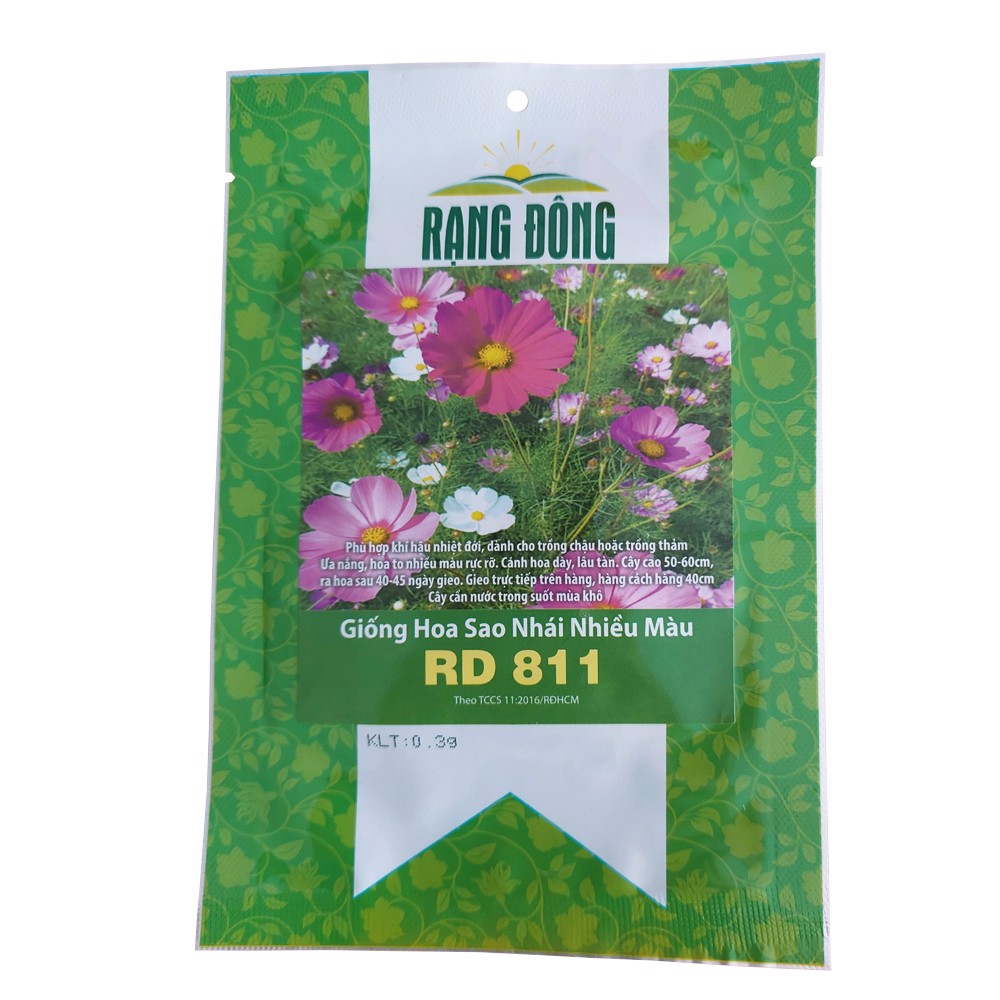 RẠNG ĐÔNG
Phù hợp khí hậu nhiệt đới, dành cho trồng chậu hoặc trồng thảm
Ưa nắng, hoa to nhiều màu rực rỡ. Cánh hoa dày, lâu tàn. Cây cao 50-60cm,
ra hoa sau 40-45 ngày gieo. Gieo trực tiếp trên hàng, hàng cách hàng 40cm
Cây cần nước trong suốt mùa khô
Giống Hoa Sao Nhái Nhiều Màu
RD 811
Theo TCCS 11:2016/RĐHCM
KLT:0.3g